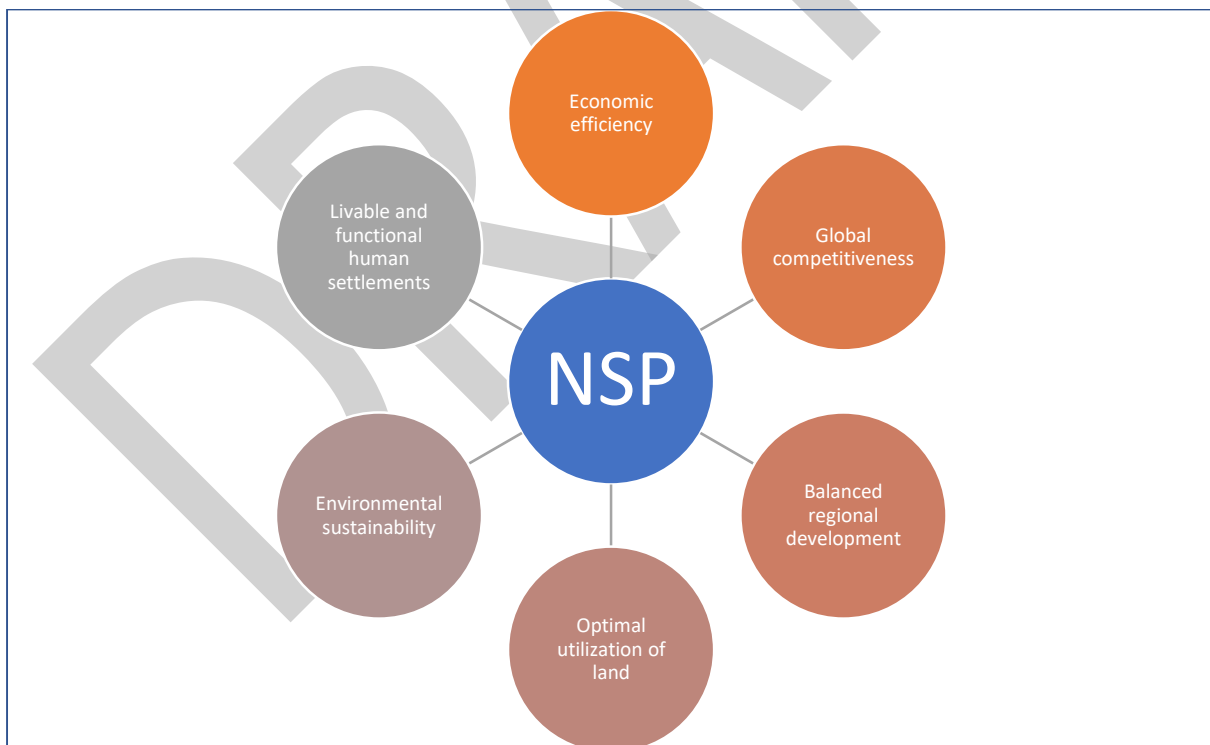 Economic
efficiency
Global
competitiveness
Balanced
regional
development
Optimal
utilization of
land
Environmental
sustainability
Livable and
functional
human
settlements
NSP